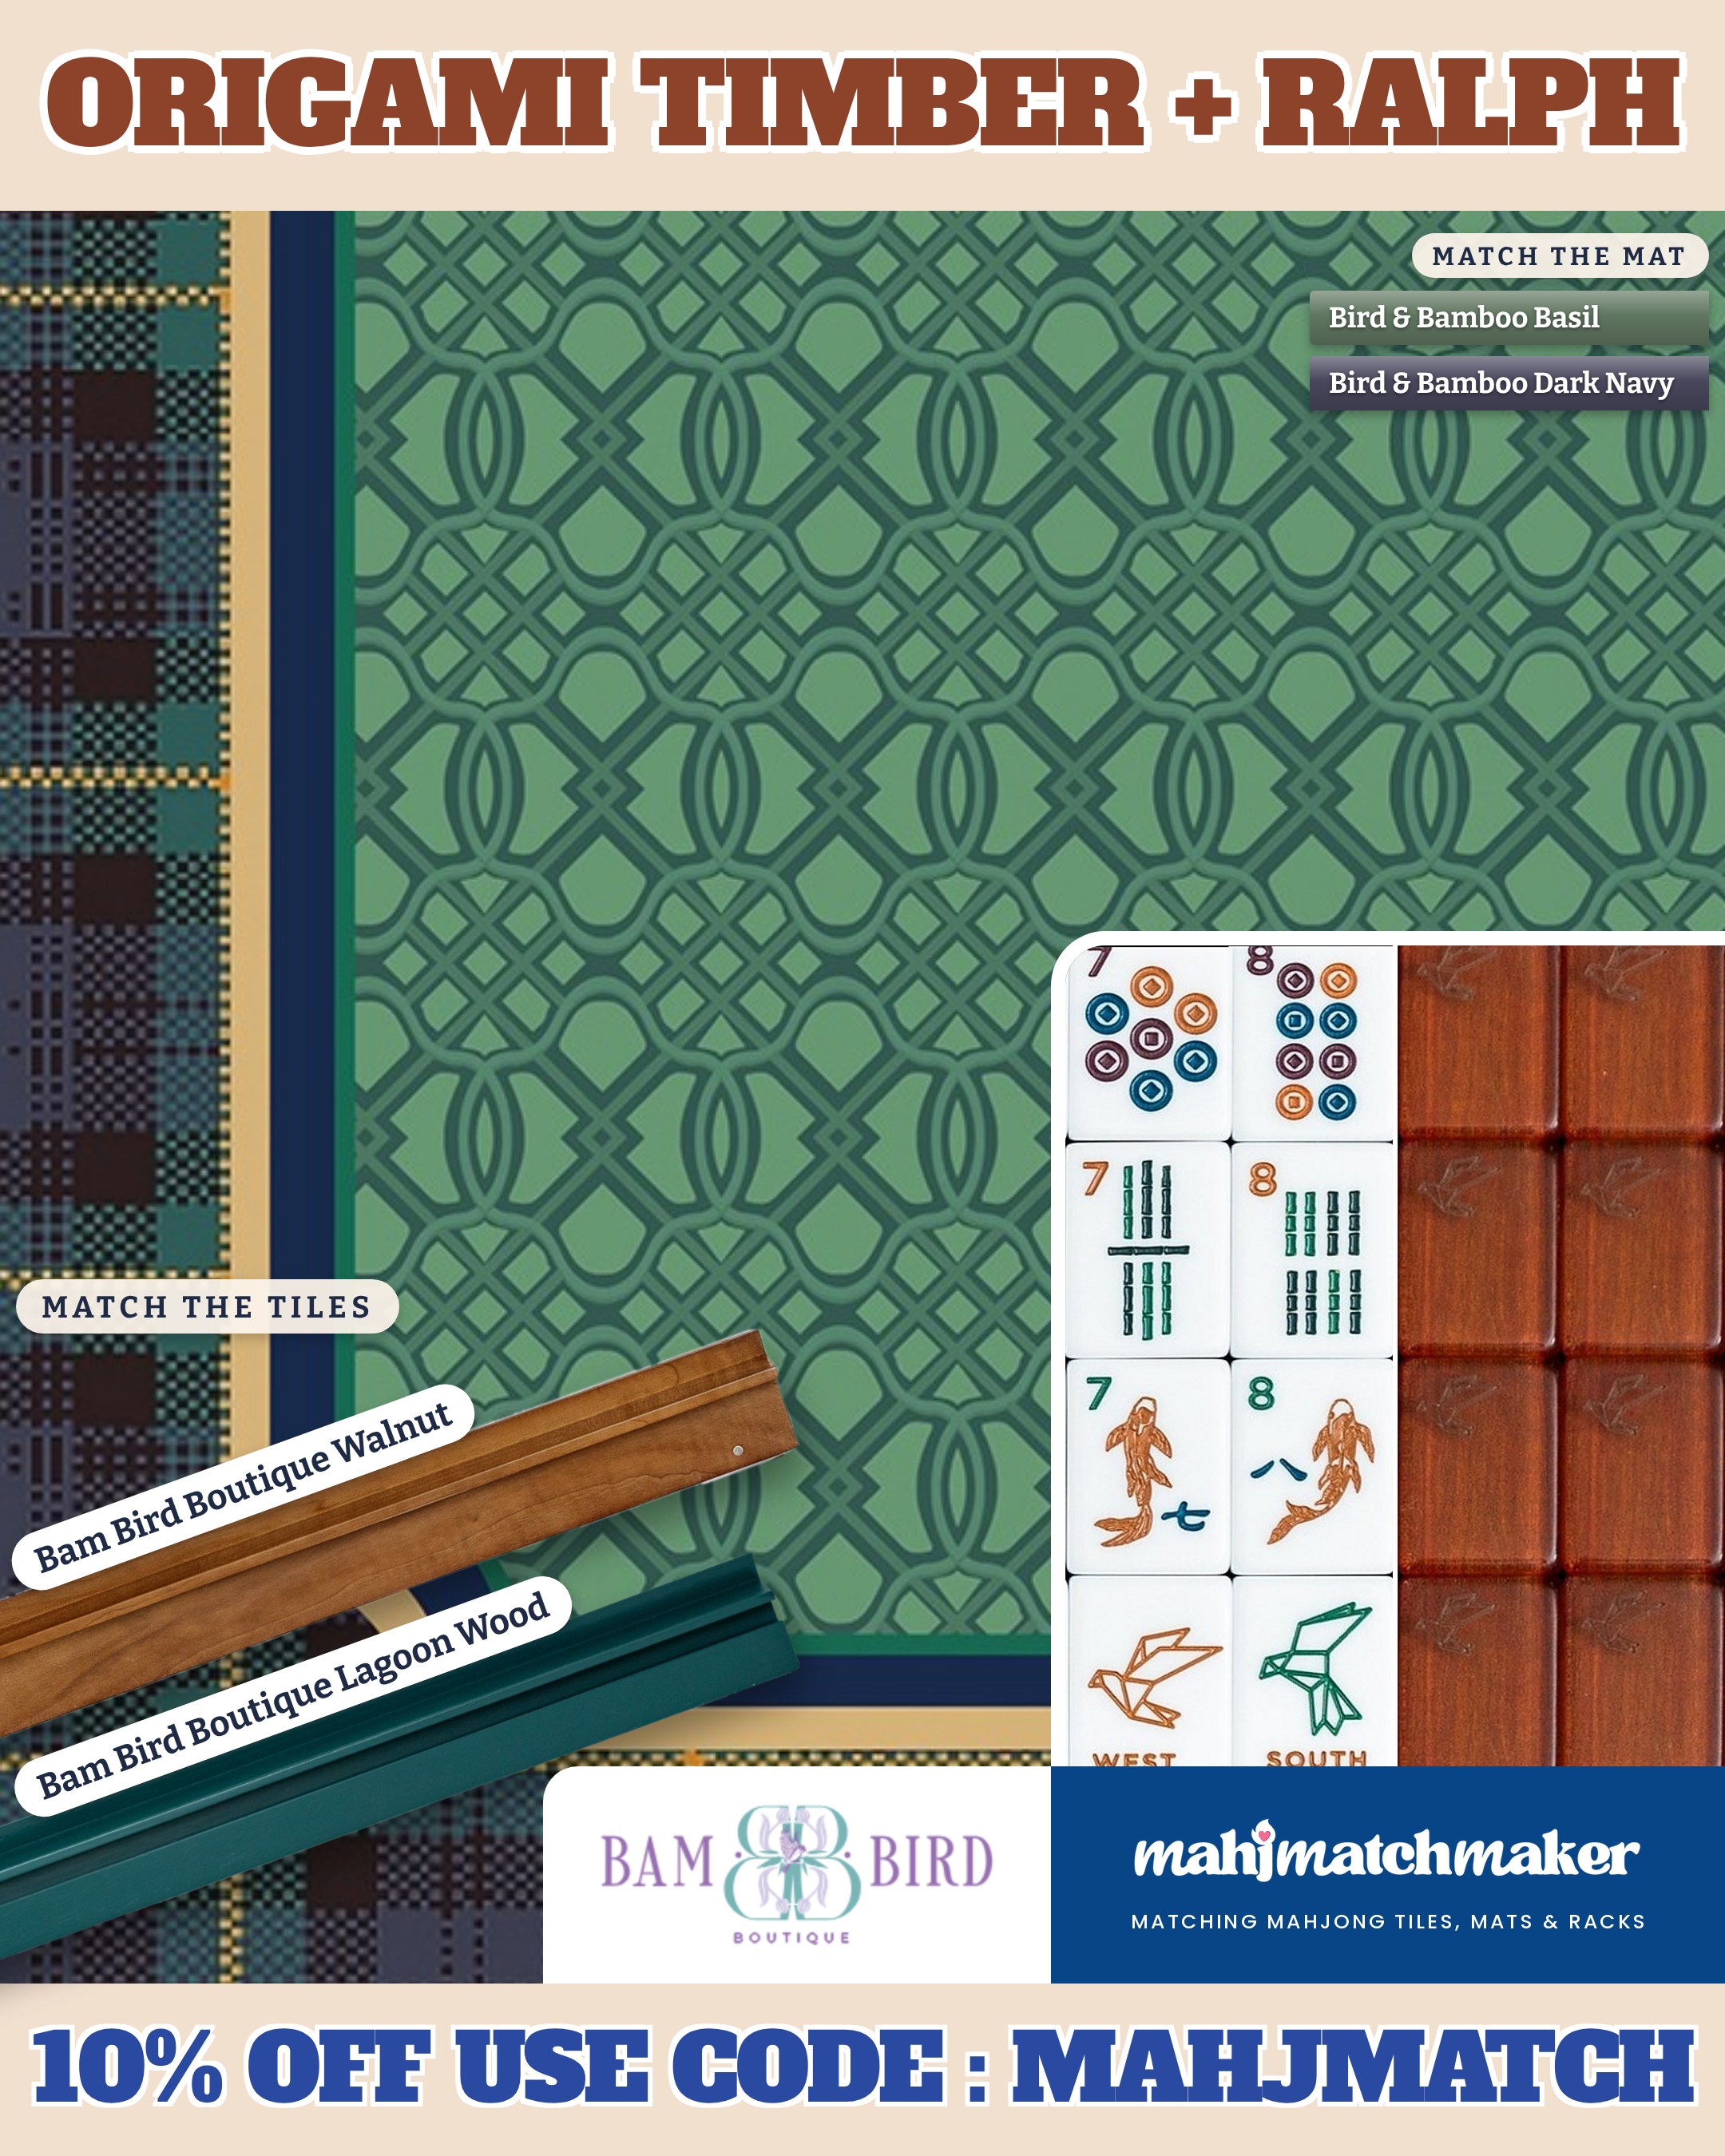 ORIGAMI TIMBER + RALPH
MATCH THE MAT
Bird & Bamboo Basil
Bird & Bamboo Dark Navy
7 8
7 8
7 8
七 八
WEST SOUTH
MATCH THE TILES
Bam Bird Boutique Walnut
Bam Bird Boutique Lagoon Wood
BAM BIRD
BOUTIQUE
mahjmatchmaker
MATCHING MAHJONG TILES, MATS & RACKS
10% OFF USE CODE : MAHJMATCH